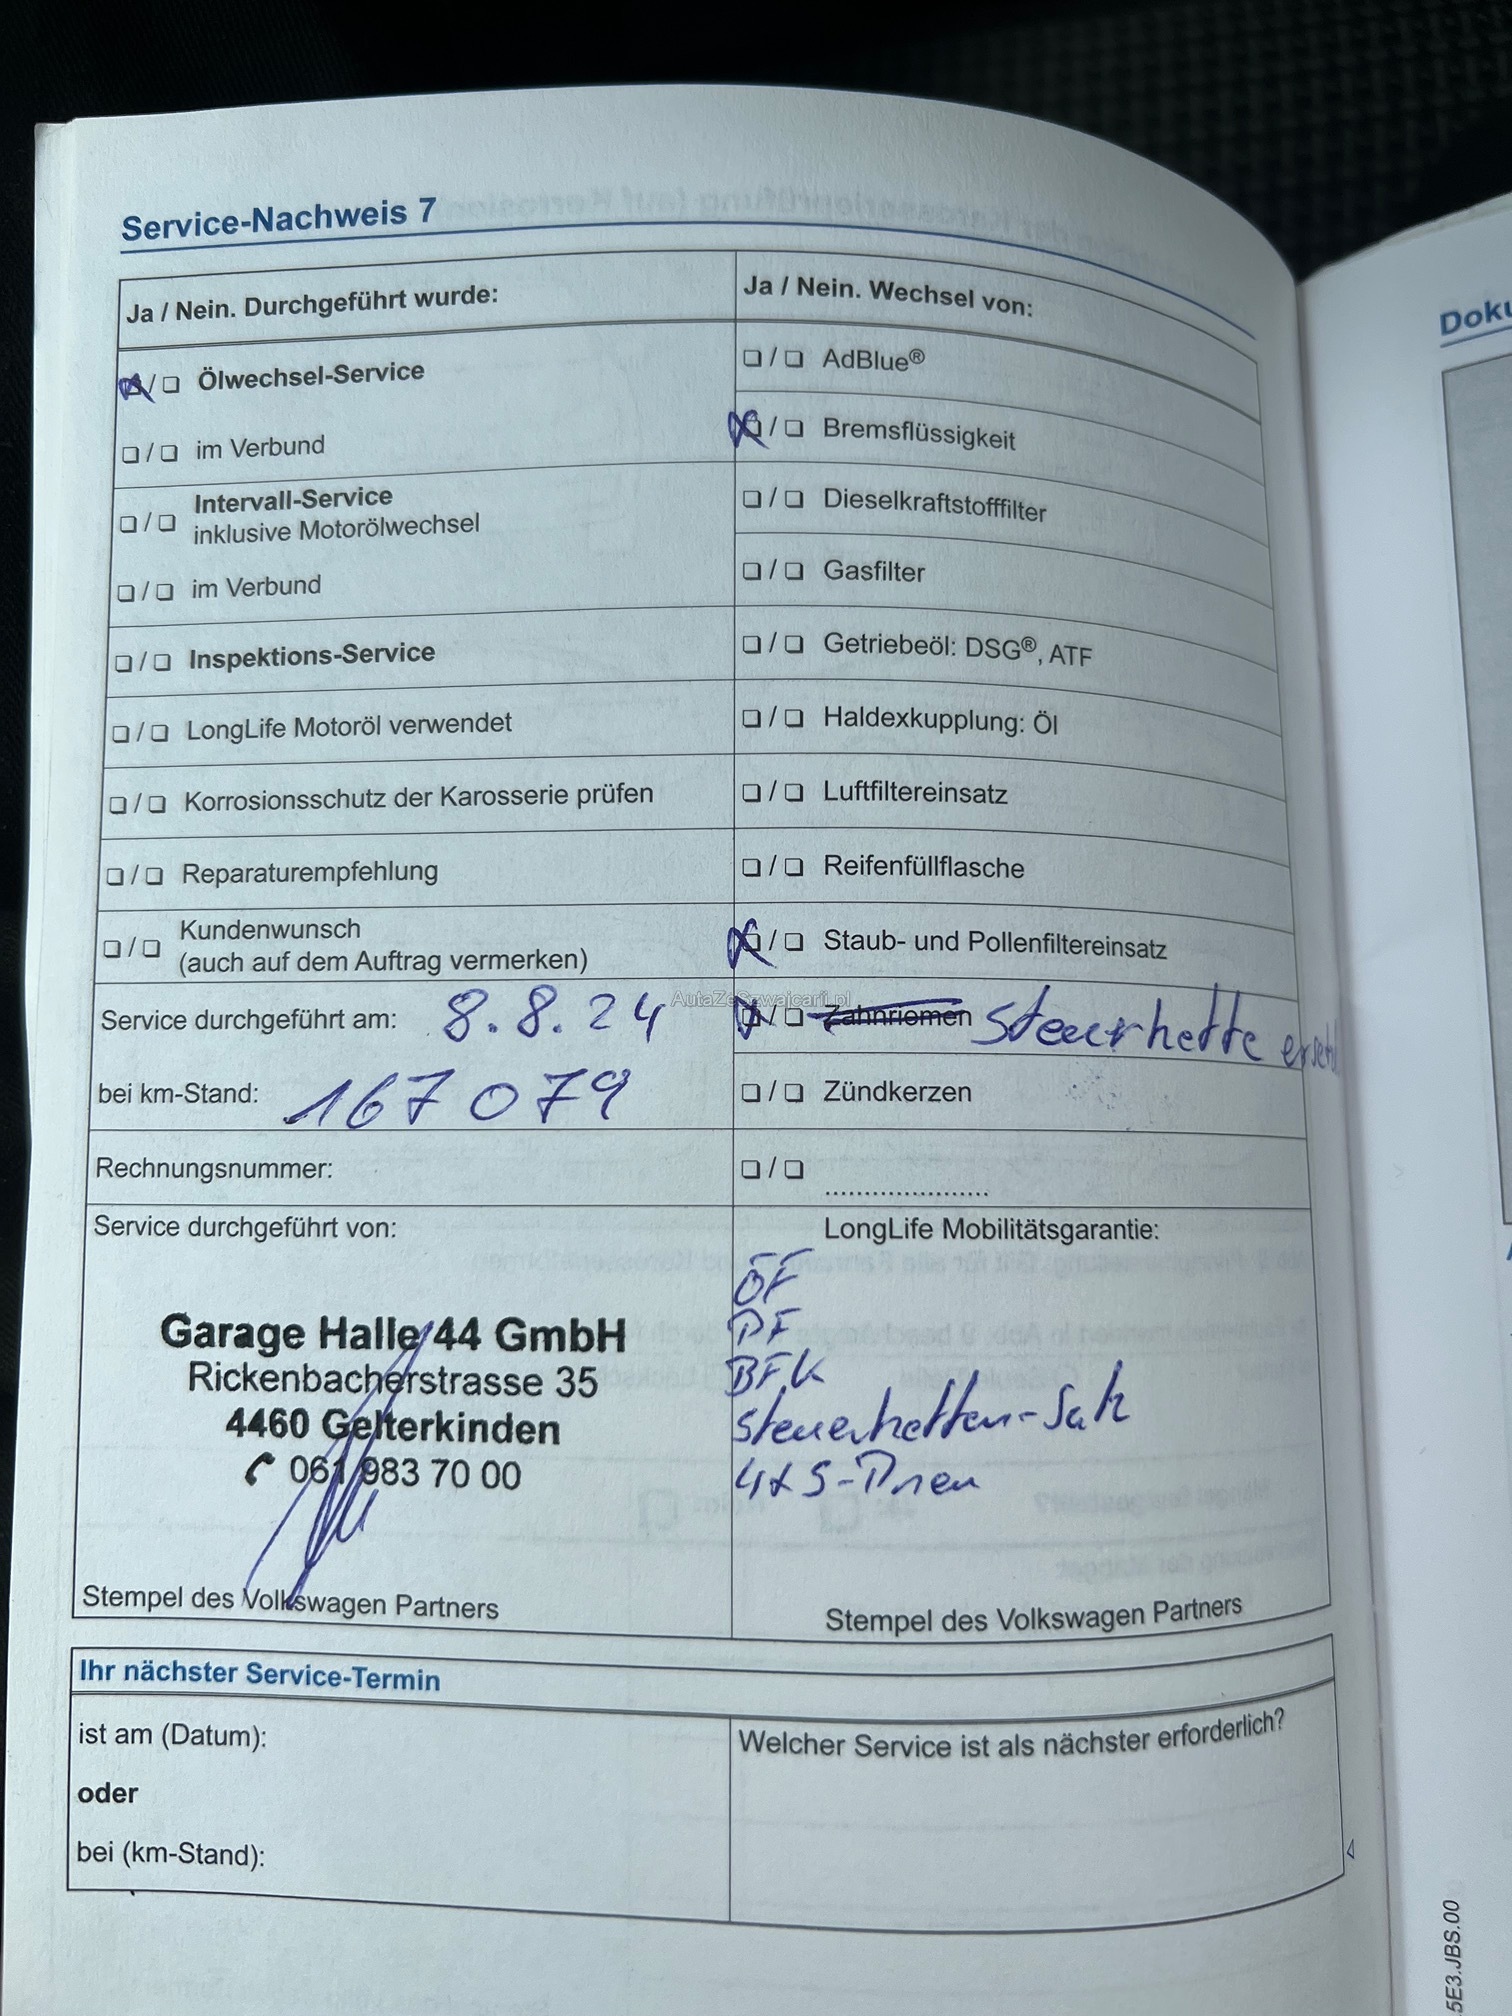 Service-Nachweis 7
Ja / Nein. Durchgeführt wurde:
❏ / ❏ Ölwechsel-Service
❏ / ❏ im Verbund
❏ / ❏ Intervall-Service
inklusive Motorölwechsel
❏ / ❏ im Verbund
❏ / ❏ Inspektions-Service
❏ / ❏ LongLife Motoröl verwendet
❏ / ❏ Korrosionsschutz der Karosserie prüfen
❏ / ❏ Reparaturempfehlung
❏ / ❏ Kundenwunsch
(auch auf dem Auftrag vermerken)
Service durchgeführt am: 8.8.24
bei km-Stand: 167079
Rechnungsnummer:
Service durchgeführt von:
Garage Halle 44 GmbH
Rickenbacherstrasse 35
4460 Gelterkinden
✆ 061 983 70 00
Stempel des Volkswagen Partners
Ja / Nein. Wechsel von:
❏ / ❏ AdBlue®
❏ / ❏ Bremsflüssigkeit
❏ / ❏ Dieselkraftstofffilter
❏ / ❏ Gasfilter
❏ / ❏ Getriebeöl: DSG®, ATF
❏ / ❏ Haldexkupplung: Öl
❏ / ❏ Luftfiltereinsatz
❏ / ❏ Reifenfüllflasche
❏ / ❏ Staub- und Pollenfiltereinsatz
AutaZeSzwajcarii.pl
❏ / ❏ Zahnriemen Steuerkette
❏ / ❏ Zündkerzen
❏ / ❏ ......................
LongLife Mobilitätsgarantie:
ÖF
PF
BFK
Steuerketten-Satz
4x
Stempel des Volkswagen Partners
Ihr nächster Service-Termin
ist am (Datum):
oder
bei (km-Stand):
Welcher Service ist als nächster erforderlich?
Doku
5E3.JBS.00